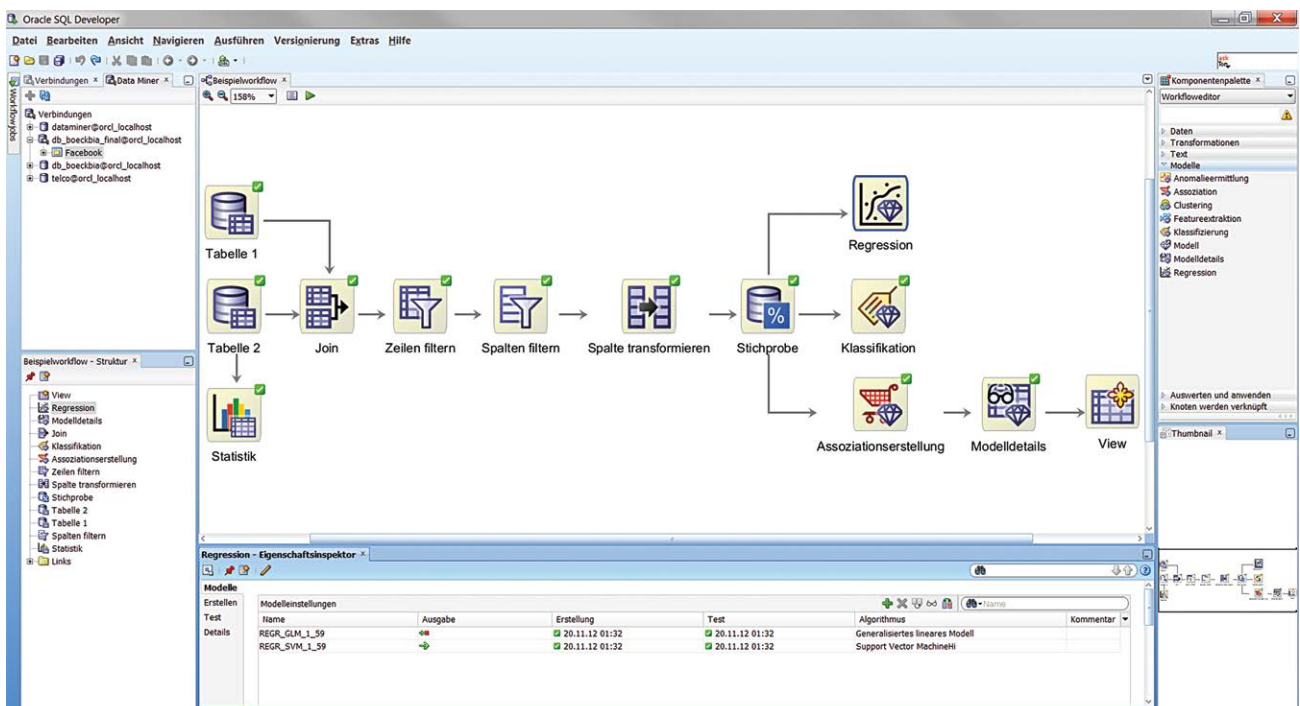 Oracle SQL Developer
Datei Bearbeiten Ansicht Navigieren Ausführen Versionierung Extras Hilfe
Workflowjobs
Verbindungen
Data Miner
Verbindungen
dataminer@orcl_localhost
db_boeckbia_final@orcl_localhost
Facebook
db_boeckbia@orcl_localhost
telco@orcl_localhost
Beispielworkflow - Struktur
View
Regression
Modelldetails
Join
Klassifikation
Assoziationserstellung
Zeilen filtern
Spalte transformieren
Stichprobe
Tabelle 2
Tabelle 1
Spalten filtern
Statistik
Links
Beispielworkflow
158%
Tabelle 1
Regression
%
Tabelle 2
Join
Zeilen filtern
Spalten filtern
Spalte transformieren
Stichprobe
Klassifikation
Statistik
Assoziationserstellung
Modelldetails
View
Regression - Eigenschaftsinspektor
Modelle
Erstellen
Test
Details
Modelleinstellungen
Name
Name Ausgabe Erstellung Test Algorithmus Kommentar
REGR_GLM_1_59 20.11.12 01:32 20.11.12 01:32 Generalisiertes lineares Modell
REGR_SVM_1_59 20.11.12 01:32 20.11.12 01:32 Support Vector MachineHi
Komponentenpalette
Workfloweditor
Daten
Transformationen
Text
Modelle
Anomalieermittlung
Assoziation
Clustering
Featureextraktion
Klassifizierung
Modell
Modelldetails
Regression
Auswerten und anwenden
Knoten werden verknüpft
Thumbnail